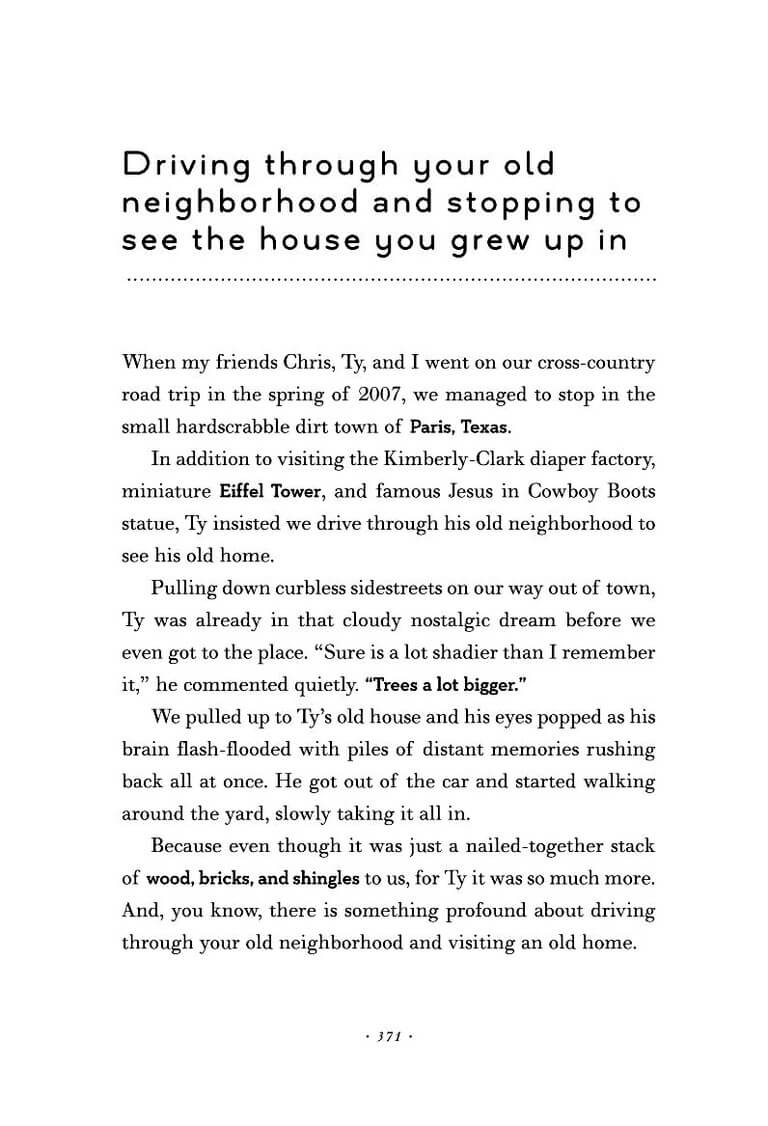 Driving through your old
neighborhood and stopping to
see the house you grew up in
When my friends Chris, Ty, and I went on our cross-country
road trip in the spring of 2007, we managed to stop in the
small hardscrabble dirt town of Paris, Texas.
In addition to visiting the Kimberly-Clark diaper factory,
miniature Eiffel Tower, and famous Jesus in Cowboy Boots
statue, Ty insisted we drive through his old neighborhood to
see his old home.
Pulling down curbless sidestreets on our way out of town,
Ty was already in that cloudy nostalgic dream before we
even got to the place. “Sure is a lot shadier than I remember
it,” he commented quietly. “Trees a lot bigger.”
We pulled up to Ty’s old house and his eyes popped as his
brain flash-flooded with piles of distant memories rushing
back all at once. He got out of the car and started walking
around the yard, slowly taking it all in.
Because even though it was just a nailed-together stack
of wood, bricks, and shingles to us, for Ty it was so much more.
And, you know, there is something profound about driving
through your old neighborhood and visiting an old home.
· 371 ·